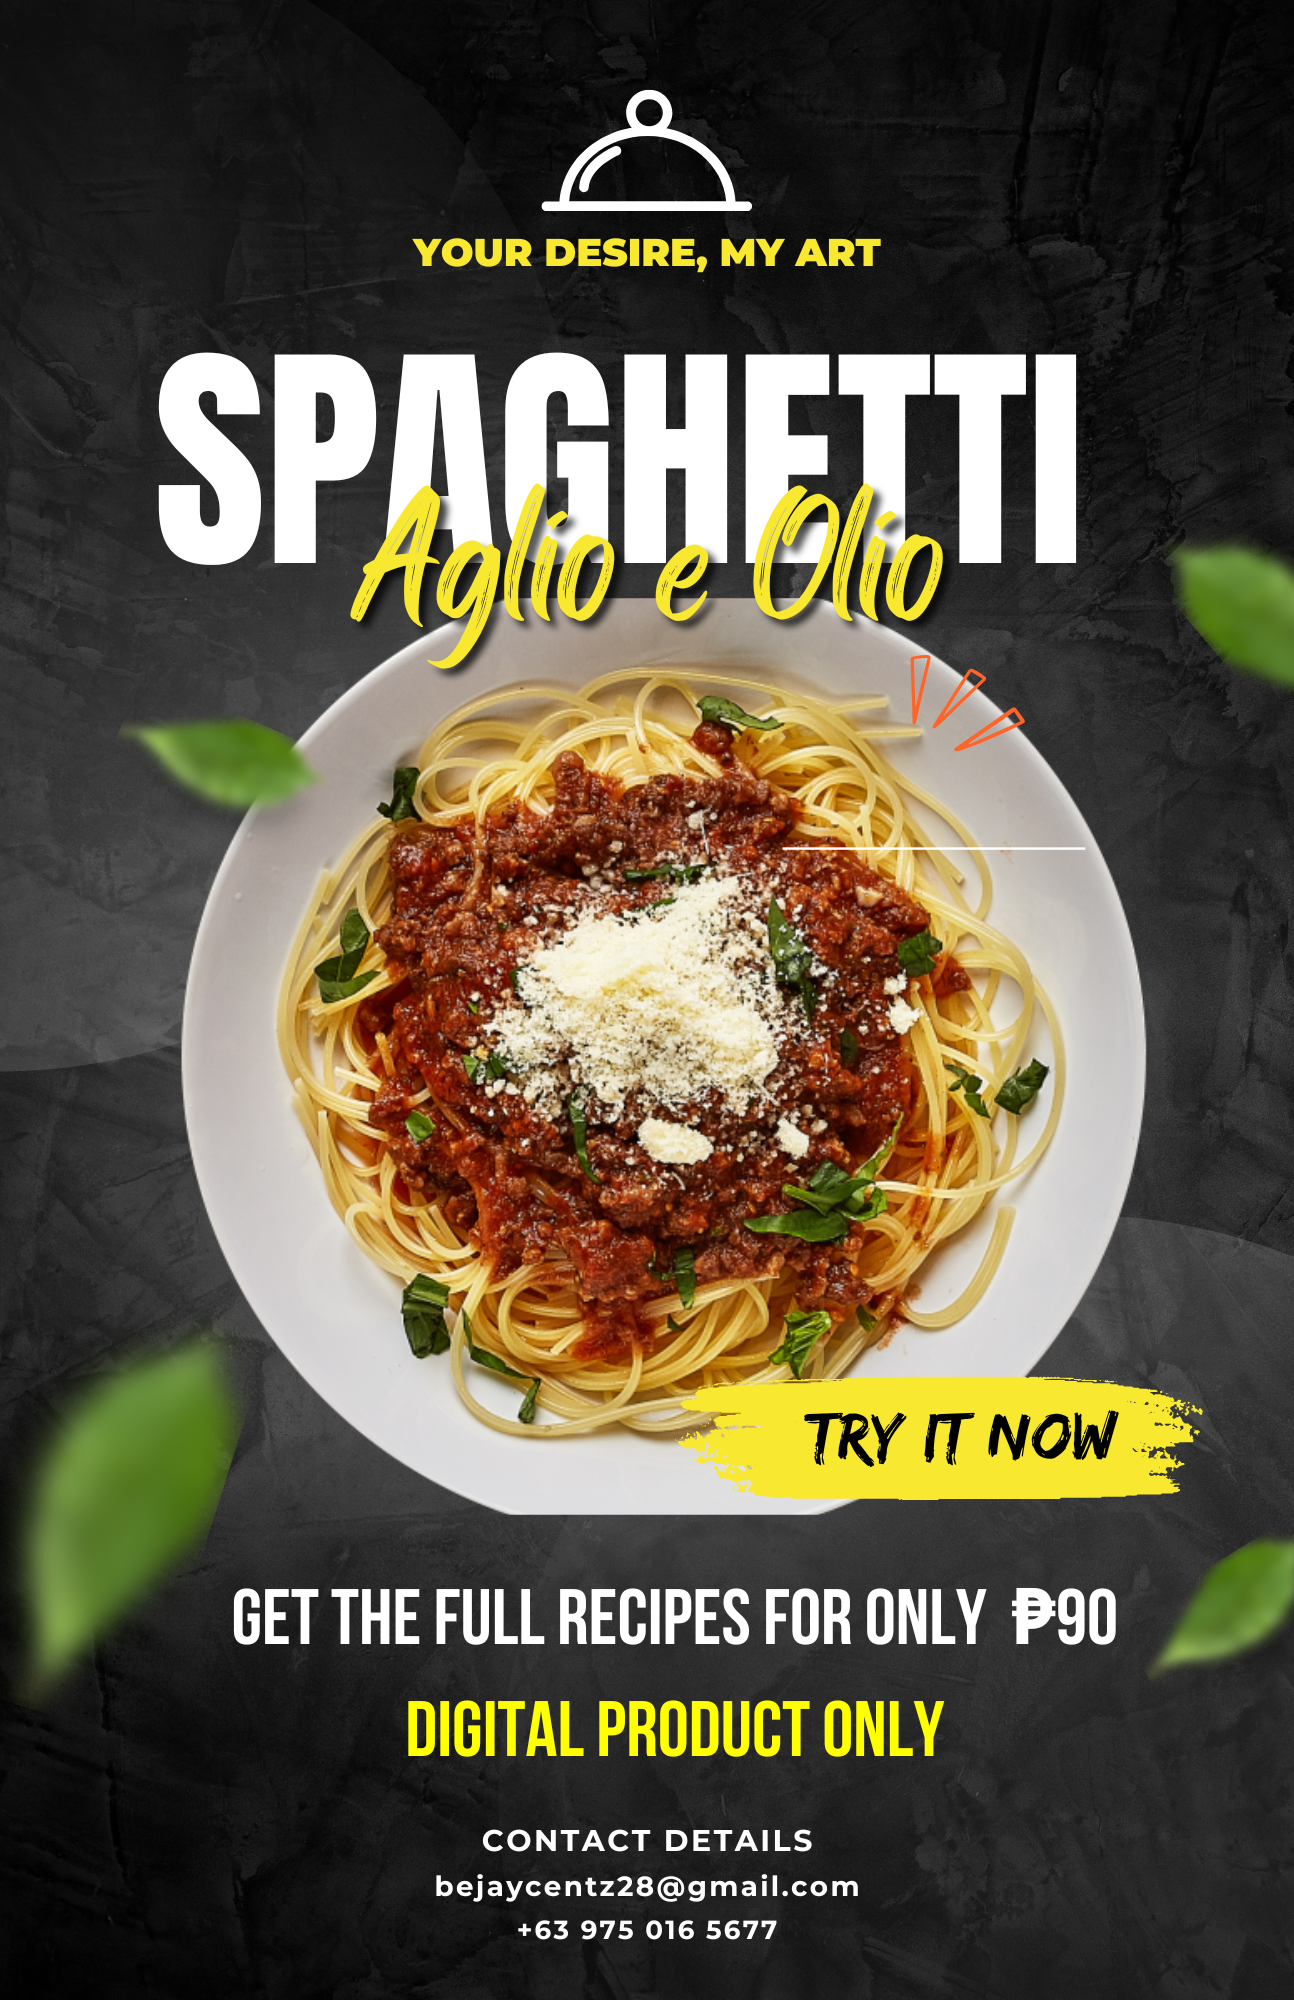 YOUR DESIRE, MY ART
SPAGHETTI
Aglio e Olio
TRY IT NOW
GET THE FULL RECIPES FOR ONLY ₱90
DIGITAL PRODUCT ONLY
CONTACT DETAILS
bejaycentz28@gmail.com
+63 975 016 5677